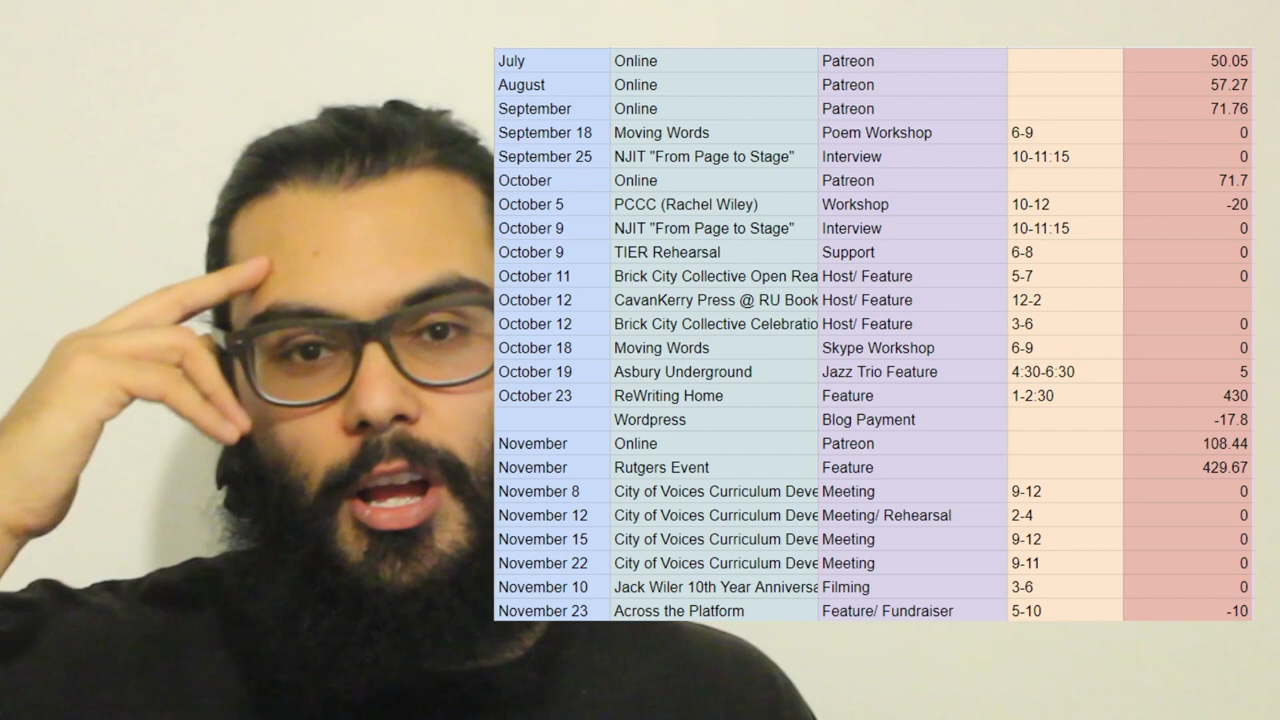 July Online Patreon 50.05
August Online Patreon 57.27
September Online Patreon 71.76
September 18 Moving Words Poem Workshop 6-9 0
September 25 NJIT "From Page to Stage" Interview 10-11:15 0
October Online Patreon 71.7
October 5 PCCC (Rachel Wiley) Workshop 10-12 -20
October 9 NJIT "From Page to Stage" Interview 10-11:15 0
October 9 TIER Rehearsal Support 6-8 0
October 11 Brick City Collective Open Rea Host/ Feature 5-7 0
October 12 CavanKerry Press @ RU Book Host/ Feature 12-2
October 12 Brick City Collective Celebratio Host/ Feature 3-6 0
October 18 Moving Words Skype Workshop 6-9 0
October 19 Asbury Underground Jazz Trio Feature 4:30-6:30 5
October 23 ReWriting Home Feature 1-2:30 430
Wordpress Blog Payment -17.8
November Online Patreon 108.44
November Rutgers Event Feature 429.67
November 8 City of Voices Curriculum Deve Meeting 9-12 0
November 12 City of Voices Curriculum Deve Meeting/ Rehearsal 2-4 0
November 15 City of Voices Curriculum Deve Meeting 9-12 0
November 22 City of Voices Curriculum Deve Meeting 9-11 0
November 10 Jack Wiler 10th Year Anniversa Filming 3-6 0
November 23 Across the Platform Feature/ Fundraiser 5-10 -10